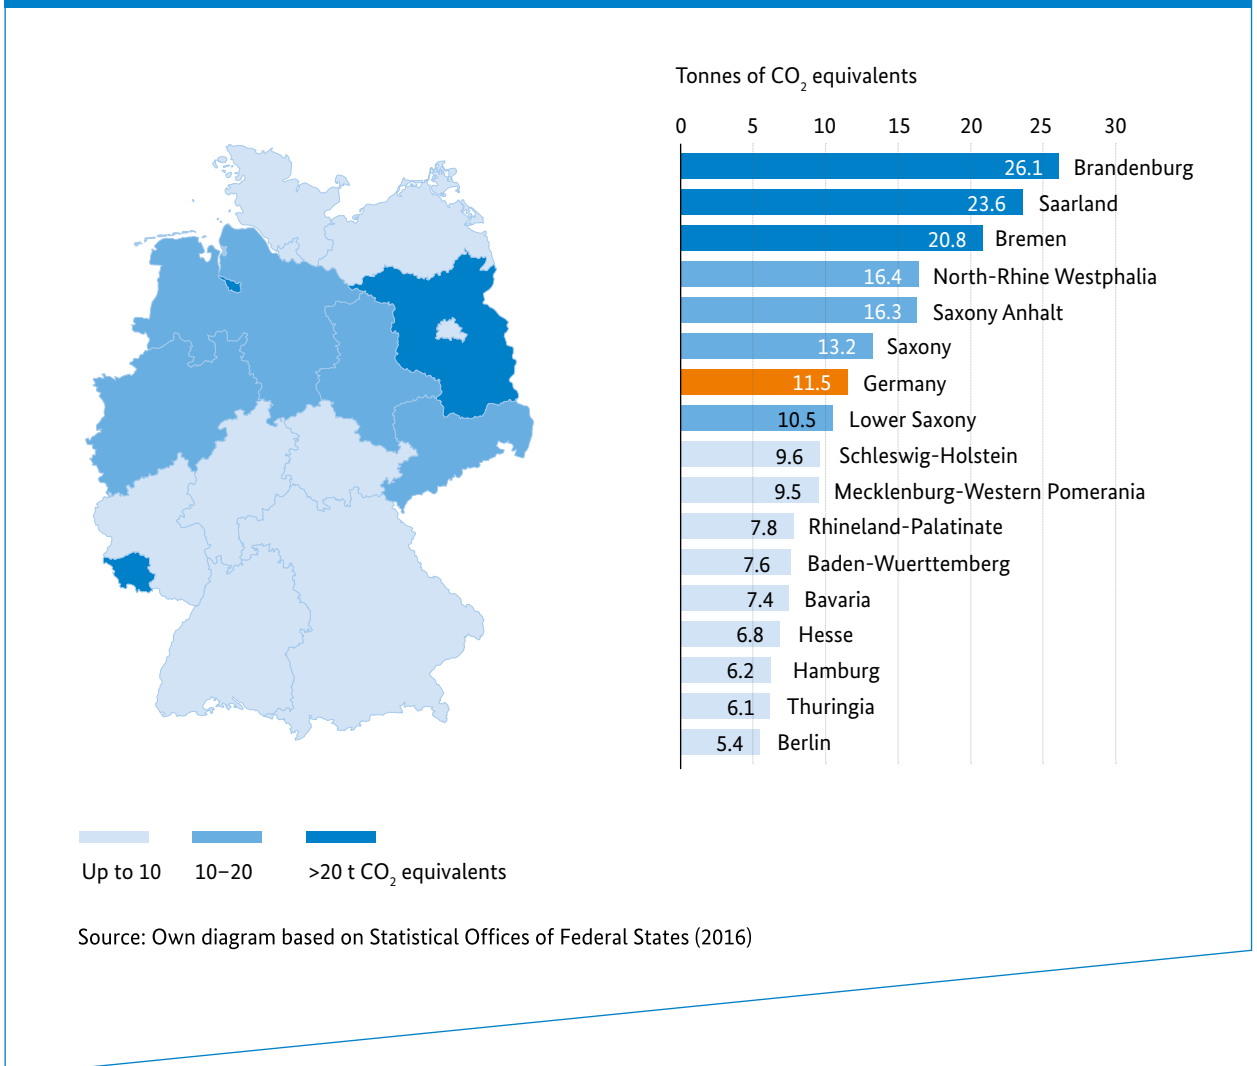 Tonnes of CO2 equivalents
0 5 10 15 20 25 30
26.1 Brandenburg
23.6 Saarland
20.8 Bremen
16.4 North-Rhine Westphalia
16.3 Saxony Anhalt
13.2 Saxony
11.5 Germany
10.5 Lower Saxony
9.6 Schleswig-Holstein
9.5 Mecklenburg-Western Pomerania
7.8 Rhineland-Palatinate
7.6 Baden-Wuerttemberg
7.4 Bavaria
6.8 Hesse
6.2 Hamburg
6.1 Thuringia
5.4 Berlin
Up to 10 10–20 >20 t CO2 equivalents
Source: Own diagram based on Statistical Offices of Federal States (2016)